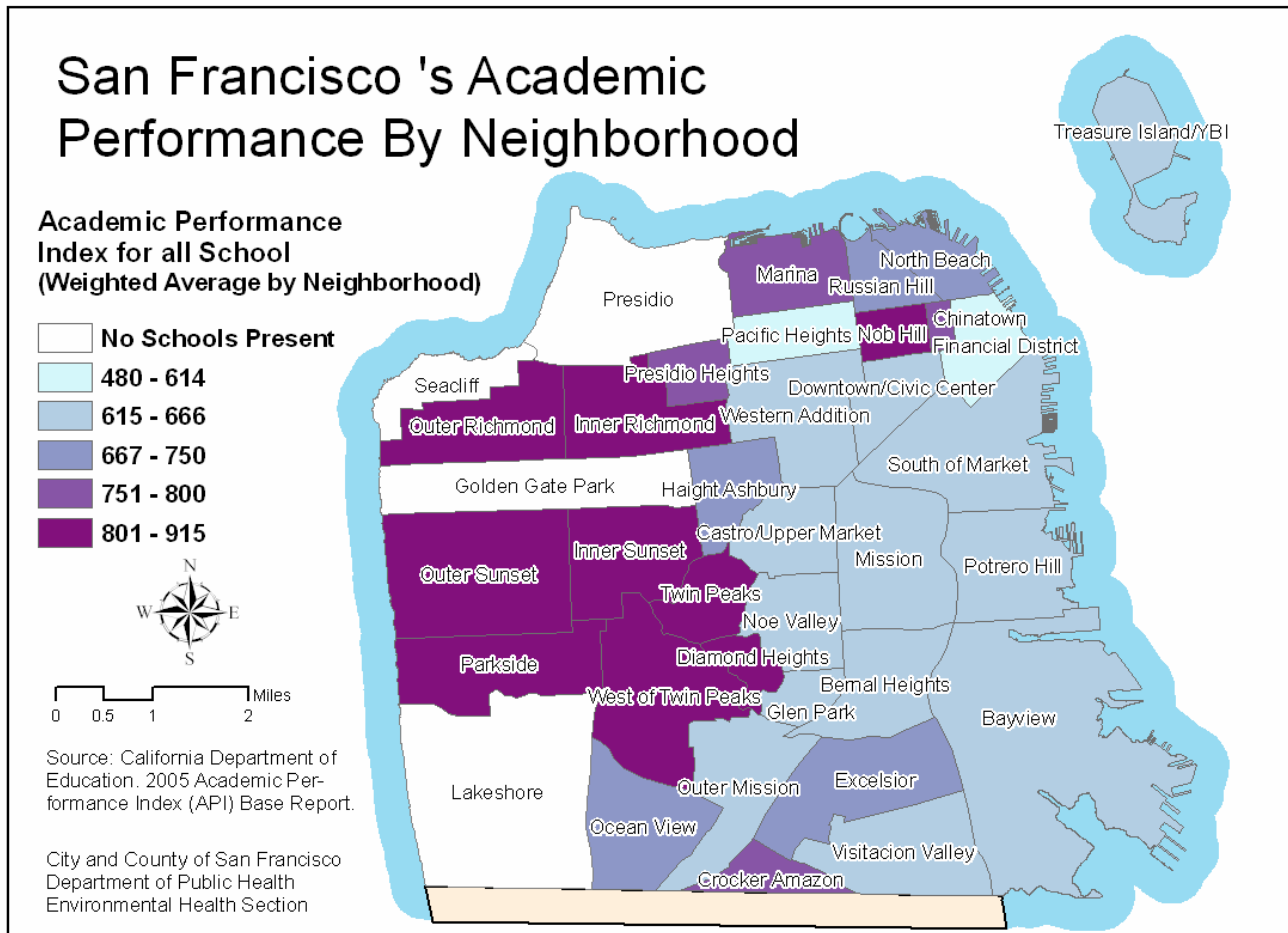 San Francisco 's Academic
Performance By Neighborhood
Academic Performance
Index for all School
(Weighted Average by Neighborhood)
No Schools Present
480 - 614
615 - 666
667 - 750
751 - 800
801 - 915
N
W E
S
Miles
0 0.5 1 2
Source: California Department of
Education. 2005 Academic Per-
formance Index (API) Base Report.
City and County of San Francisco
Department of Public Health
Environmental Health Section
Treasure Island/YBI
North Beach
Marina
Russian Hill
Presidio
Chinatown
Pacific Heights
Nob Hill
Financial District
Presidio Heights
Seacliff
Downtown/Civic Center
Western Addition
Outer Richmond
Inner Richmond
South of Market
Golden Gate Park
Haight Ashbury
Castro/Upper Market
Inner Sunset
Mission
Potrero Hill
Outer Sunset
Twin Peaks
Noe Valley
Diamond Heights
Parkside
Bernal Heights
West of Twin Peaks
Glen Park
Bayview
Outer Mission
Excelsior
Lakeshore
Ocean View
Visitacion Valley
Crocker Amazon